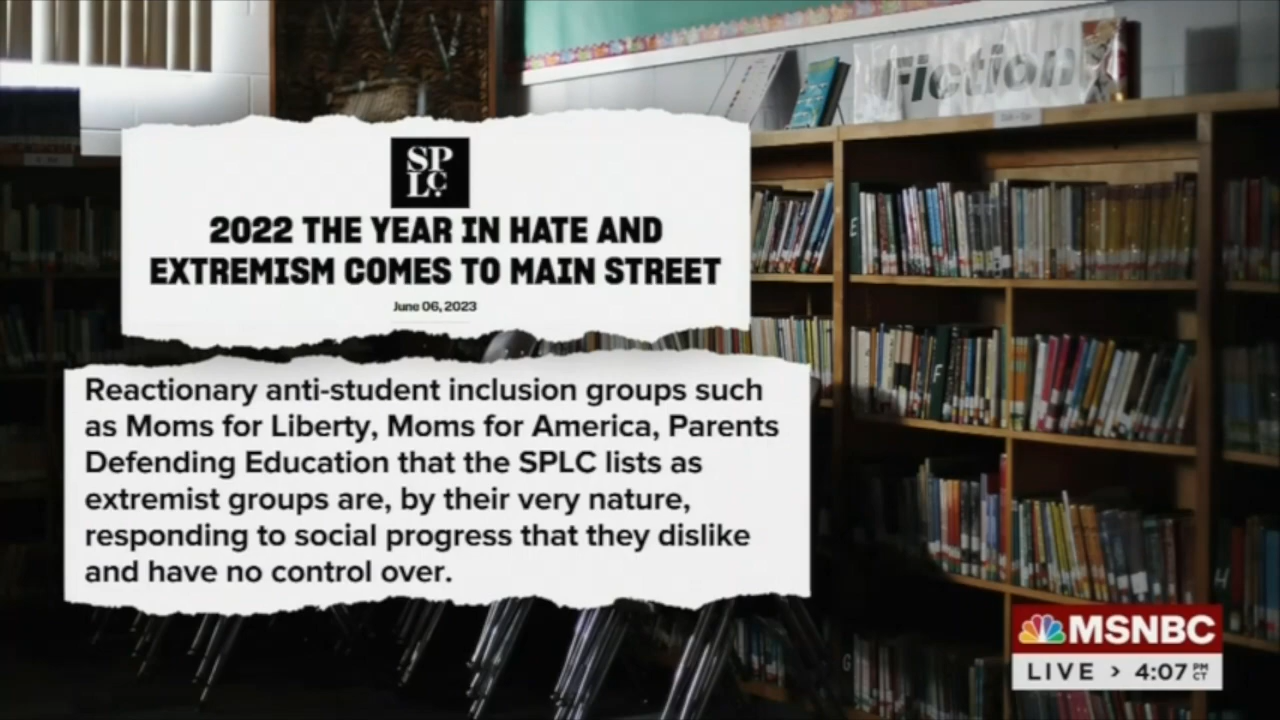 Fiction
SP
Lc.
2022 THE YEAR IN HATE AND
EXTREMISM COMES TO MAIN STREET
June 06, 2023
Reactionary anti-student inclusion groups such
as Moms for Liberty, Moms for America, Parents
Defending Education that the SPLC lists as
extremist groups are, by their very nature,
responding to social progress that they dislike
and have no control over.
E
F
H
G
MSNBC
LIVE > 4:07 PM CT